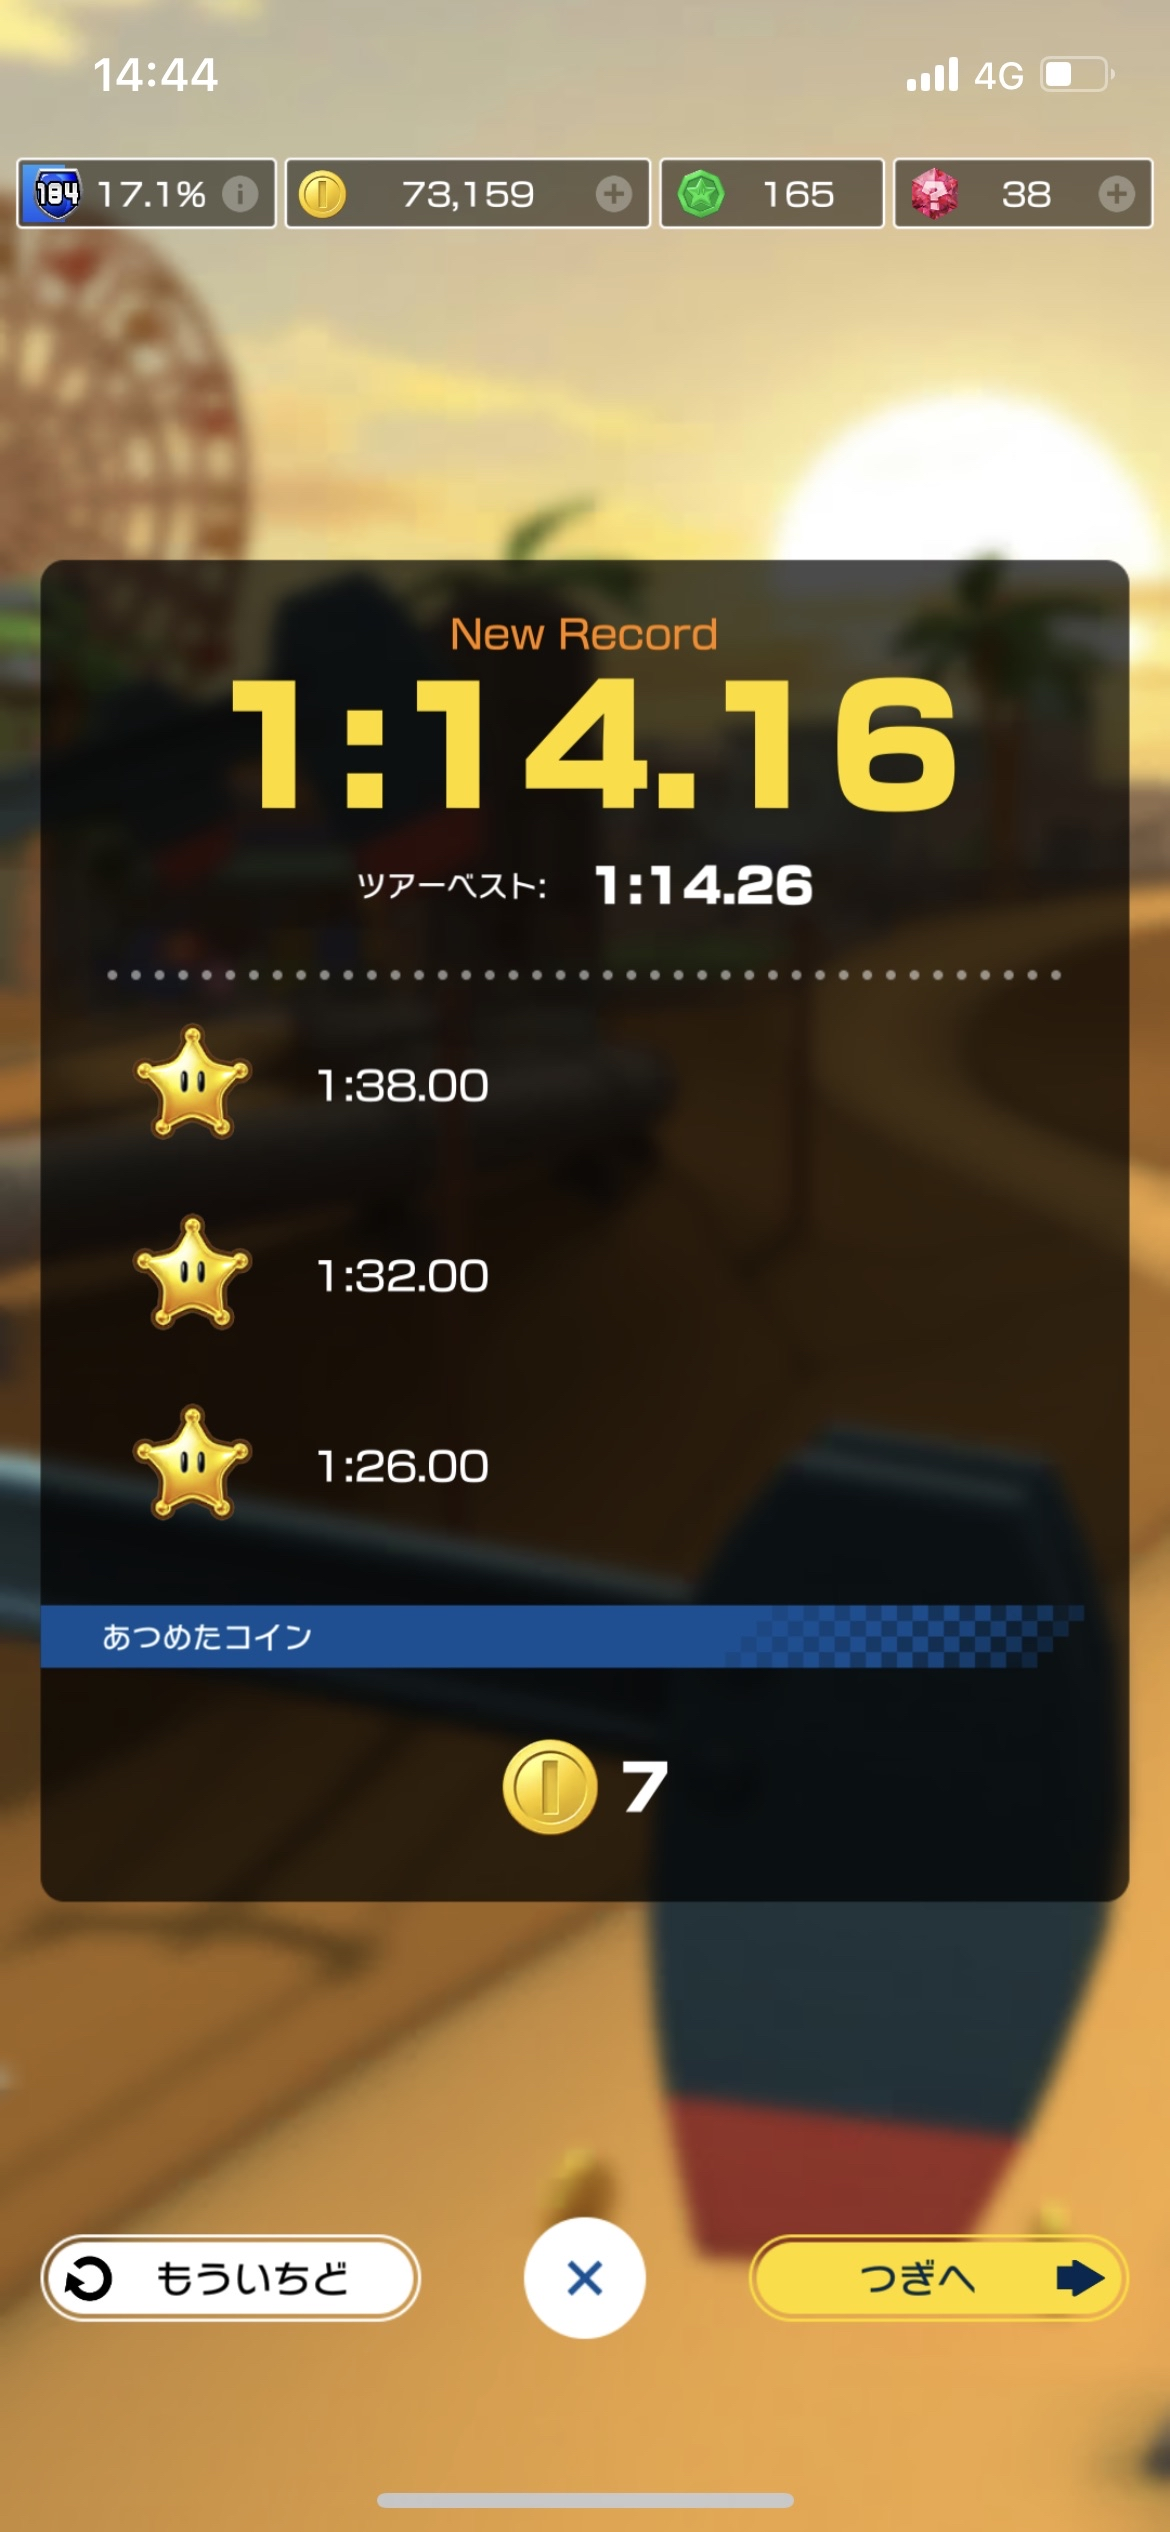 14:44 4G
184 17.1% i 73,159 + 165 38 +
New Record
1:14.16
ツアーベスト: 1:14.26
1:38.00
1:32.00
1:26.00
あつめたコイン
7
もういちど × つぎへ